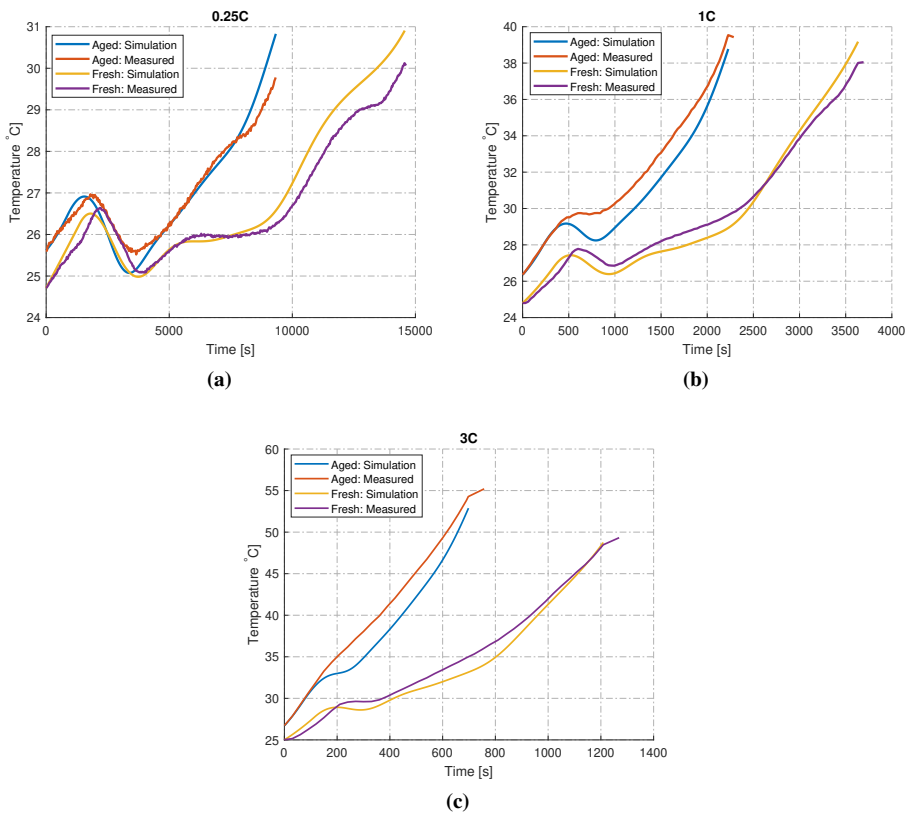 0.25C
31
30
29
28
27
26
25
24
Temperature °C]
Aged: Simulation
Aged: Measured
Fresh: Simulation
Fresh: Measured
0 5000 10000 15000
Time [s]
(a)
1C
40
38
36
34
32
30
28
26
24
Temperature °C]
Aged: Simulation
Aged: Measured
Fresh: Simulation
Fresh: Measured
0 500 1000 1500 2000 2500 3000 3500 4000
Time [s]
(b)
3C
60
55
50
45
40
35
30
25
Temperature °C]
Aged: Simulation
Aged: Measured
Fresh: Simulation
Fresh: Measured
0 200 400 600 800 1000 1200 1400
Time [s]
(c)